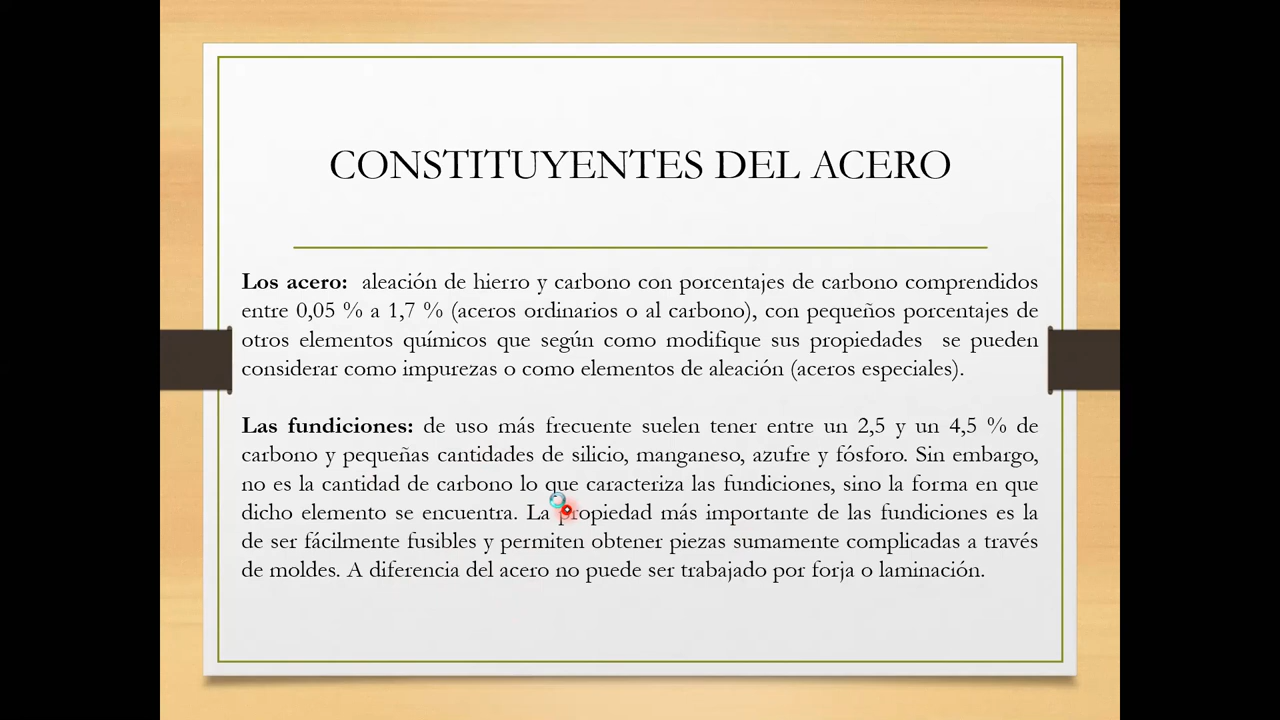 CONSTITUYENTES DEL ACERO
Los acero: aleación de hierro y carbono con porcentajes de carbono comprendidos
entre 0,05 % a 1,7 % (aceros ordinarios o al carbono), con pequeños porcentajes de
otros elementos químicos que según como modifique sus propiedades se pueden
considerar como impurezas o como elementos de aleación (aceros especiales).
Las fundiciones: de uso más frecuente suelen tener entre un 2,5 y un 4,5 % de
carbono y pequeñas cantidades de silicio, manganeso, azufre y fósforo. Sin embargo,
no es la cantidad de carbono lo que caracteriza las fundiciones, sino la forma en que
dicho elemento se encuentra. La propiedad más importante de las fundiciones es la
de ser fácilmente fusibles y permiten obtener piezas sumamente complicadas a través
de moldes. A diferencia del acero no puede ser trabajado por forja o laminación.